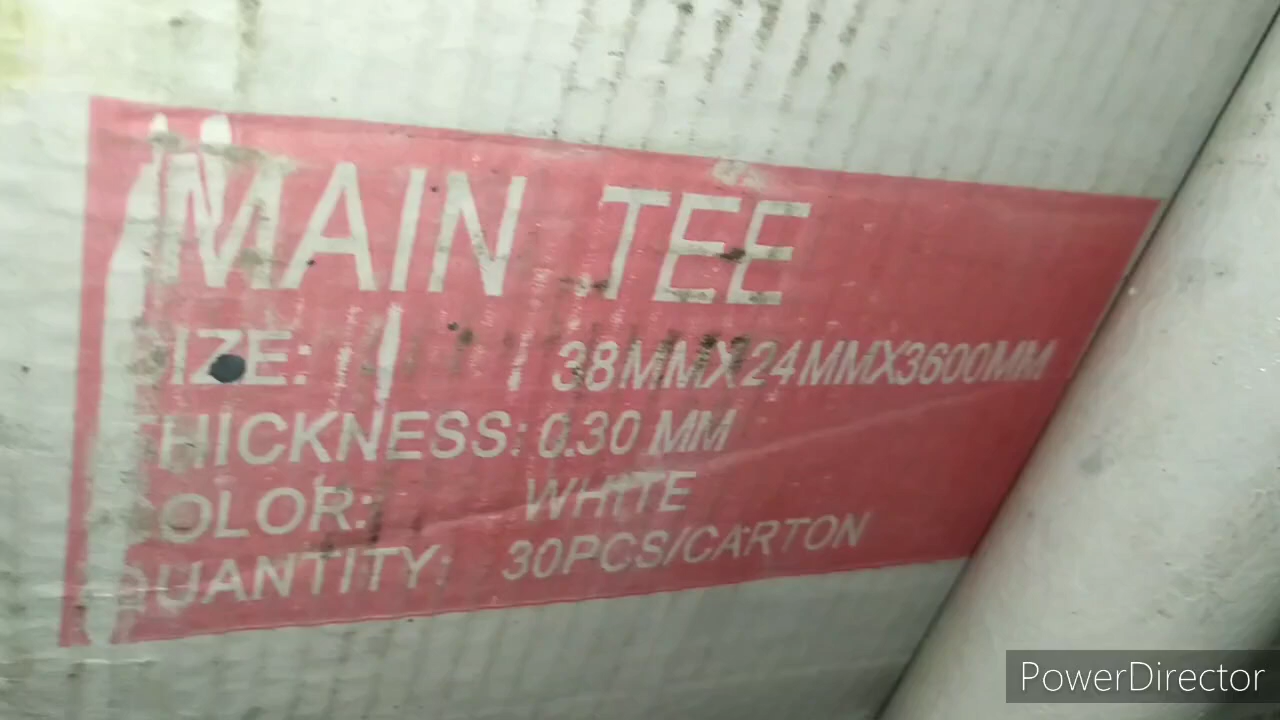 MAIN TEE
SIZE: 38MMX24MMX3600MM
THICKNESS: 0.30 MM
COLOR: WHITE
QUANTITY: 30PCS/CARTON
PowerDirector